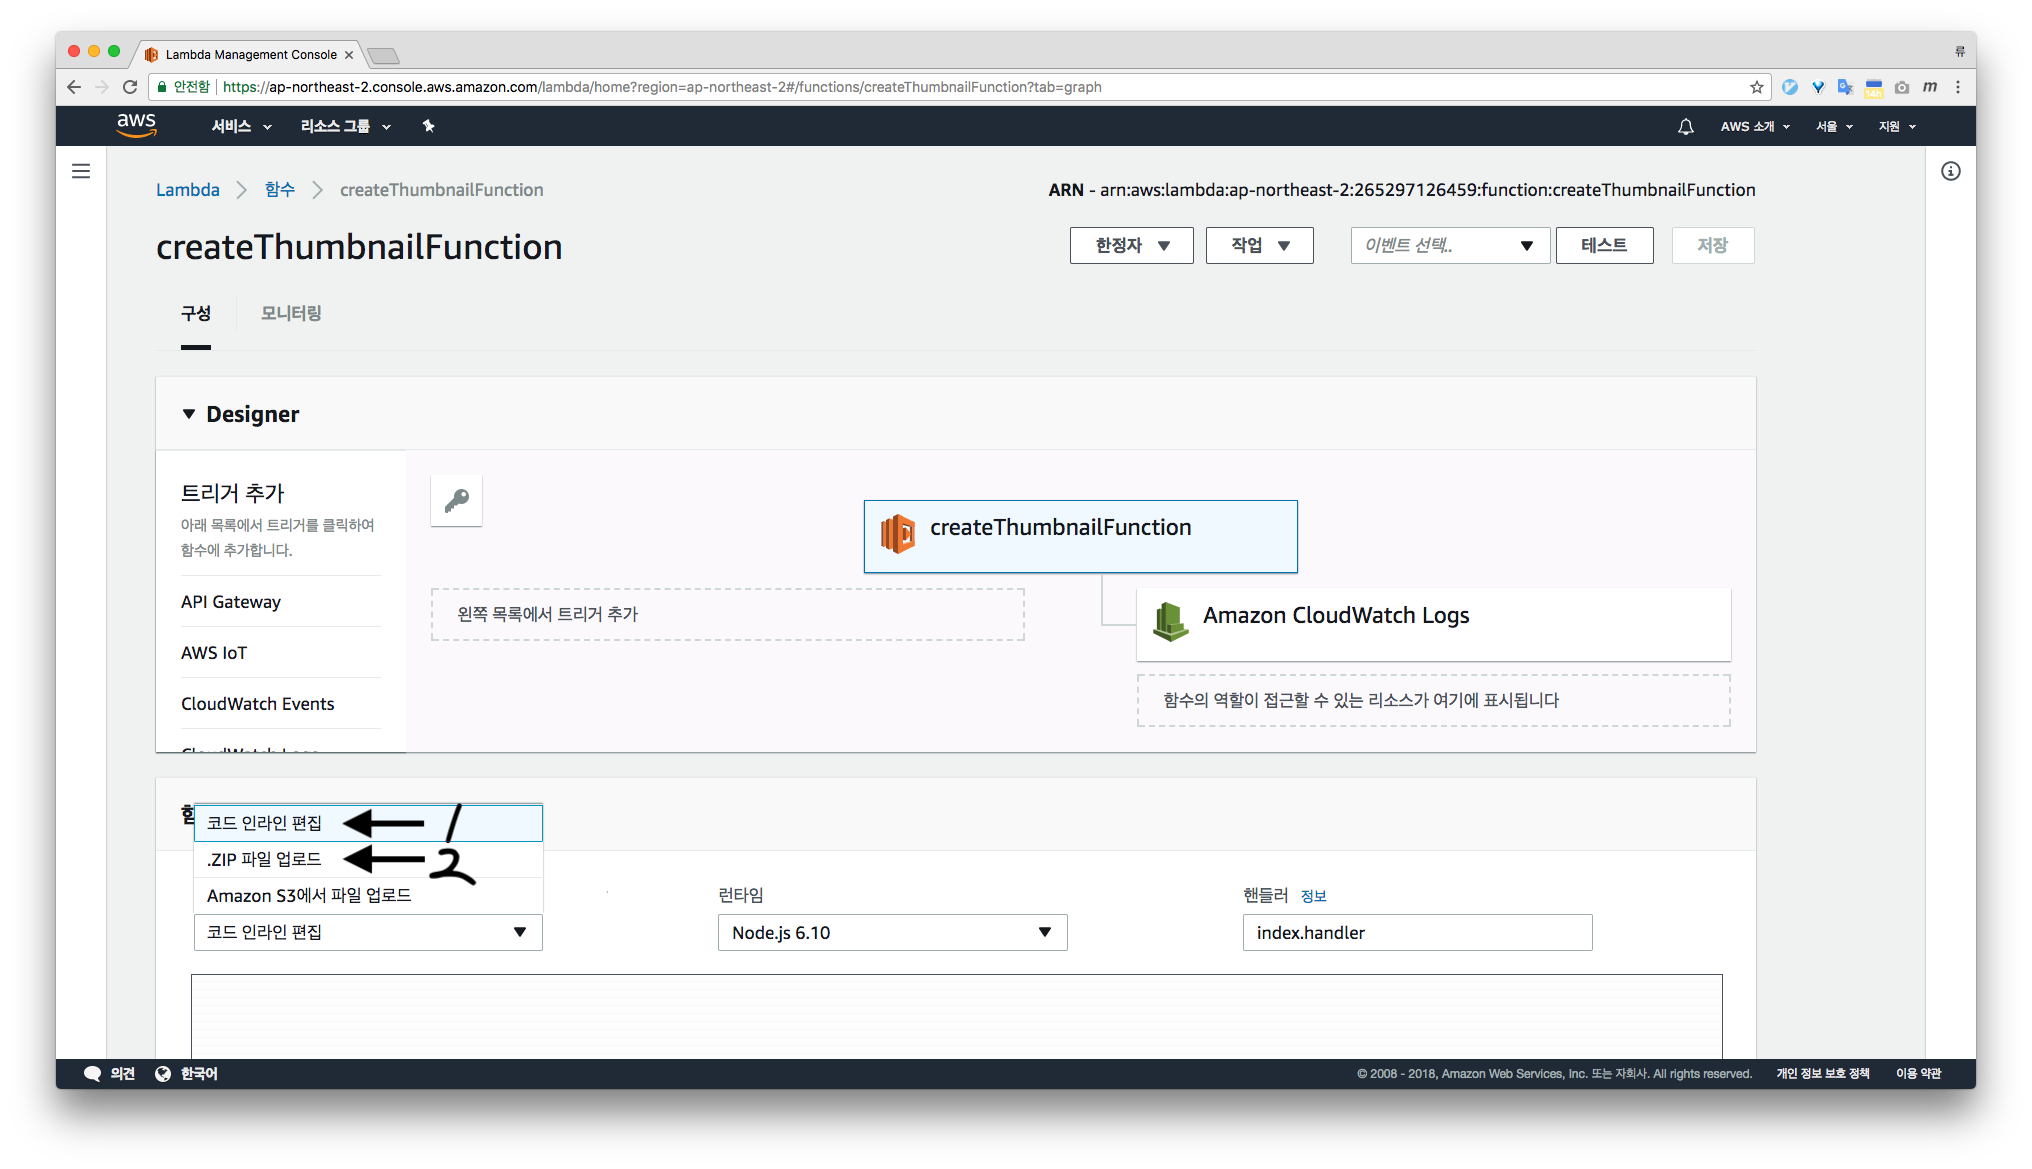 Lambda Management Console
류
안전함 https://ap-northeast-2.console.aws.amazon.com/lambda/home?region=ap-northeast-2#/functions/createThumbnailFunction?tab=graph
14h m
aws 서비스 리소스 그룹 AWS 소개 서울 지원
Lambda 함수 createThumbnailFunction
ARN - arn:aws:lambda:ap-northeast-2:265297126459:function:createThumbnailFunction
createThumbnailFunction
한정자 작업 이벤트 선택.. 테스트 저장
구성 모니터링
Designer
트리거 추가
아래 목록에서 트리거를 클릭하여
함수에 추가합니다.
API Gateway
AWS IoT
CloudWatch Events
CloudWatch Logs
createThumbnailFunction
왼쪽 목록에서 트리거 추가
Amazon CloudWatch Logs
함수의 역할이 접근할 수 있는 리소스가 여기에 표시됩니다
함
코드 인라인 편집 1
.ZIP 파일 업로드 2
Amazon S3에서 파일 업로드
코드 인라인 편집
런타임
Node.js 6.10
핸들러 정보
index.handler
의견 한국어
© 2008 - 2018, Amazon Web Services, Inc. 또는 자회사. All rights reserved. 개인 정보 보호 정책 이용 약관